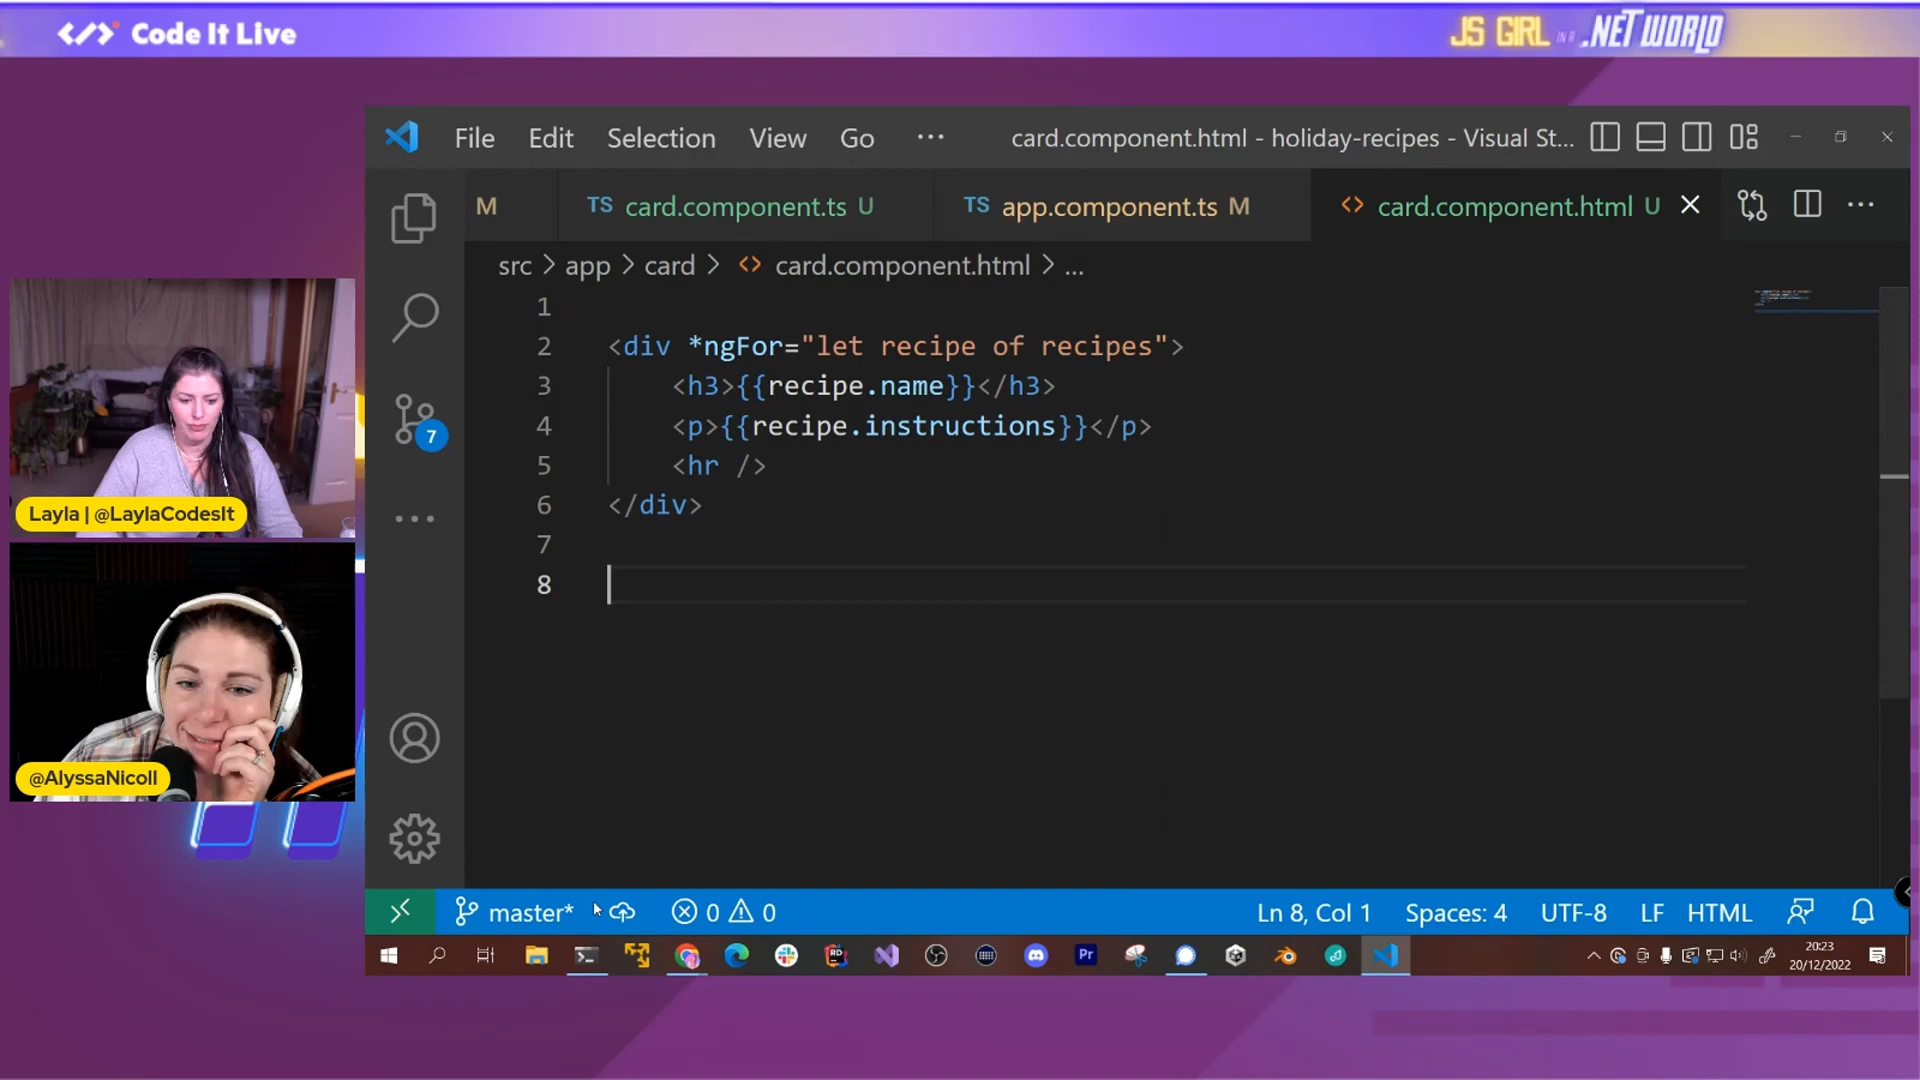 </> Code It Live
JS GIRL IN A .NET WORLD
File Edit Selection View Go ...
card.component.html - holiday-recipes - Visual St...
M
TS card.component.ts U
TS app.component.ts M
<> card.component.html U
src > app > card > <> card.component.html > ...
1
2 <div *ngFor="let recipe of recipes">
3 <h3>{{recipe.name}}</h3>
4 <p>{{recipe.instructions}}</p>
5 <hr />
6 </div>
7
8
7
Layla | @LaylaCodesIt
@AlyssaNicoll
master*
0
0
Ln 8, Col 1
Spaces: 4
UTF-8
LF
HTML
RD
Pr
20:23
20/12/2022